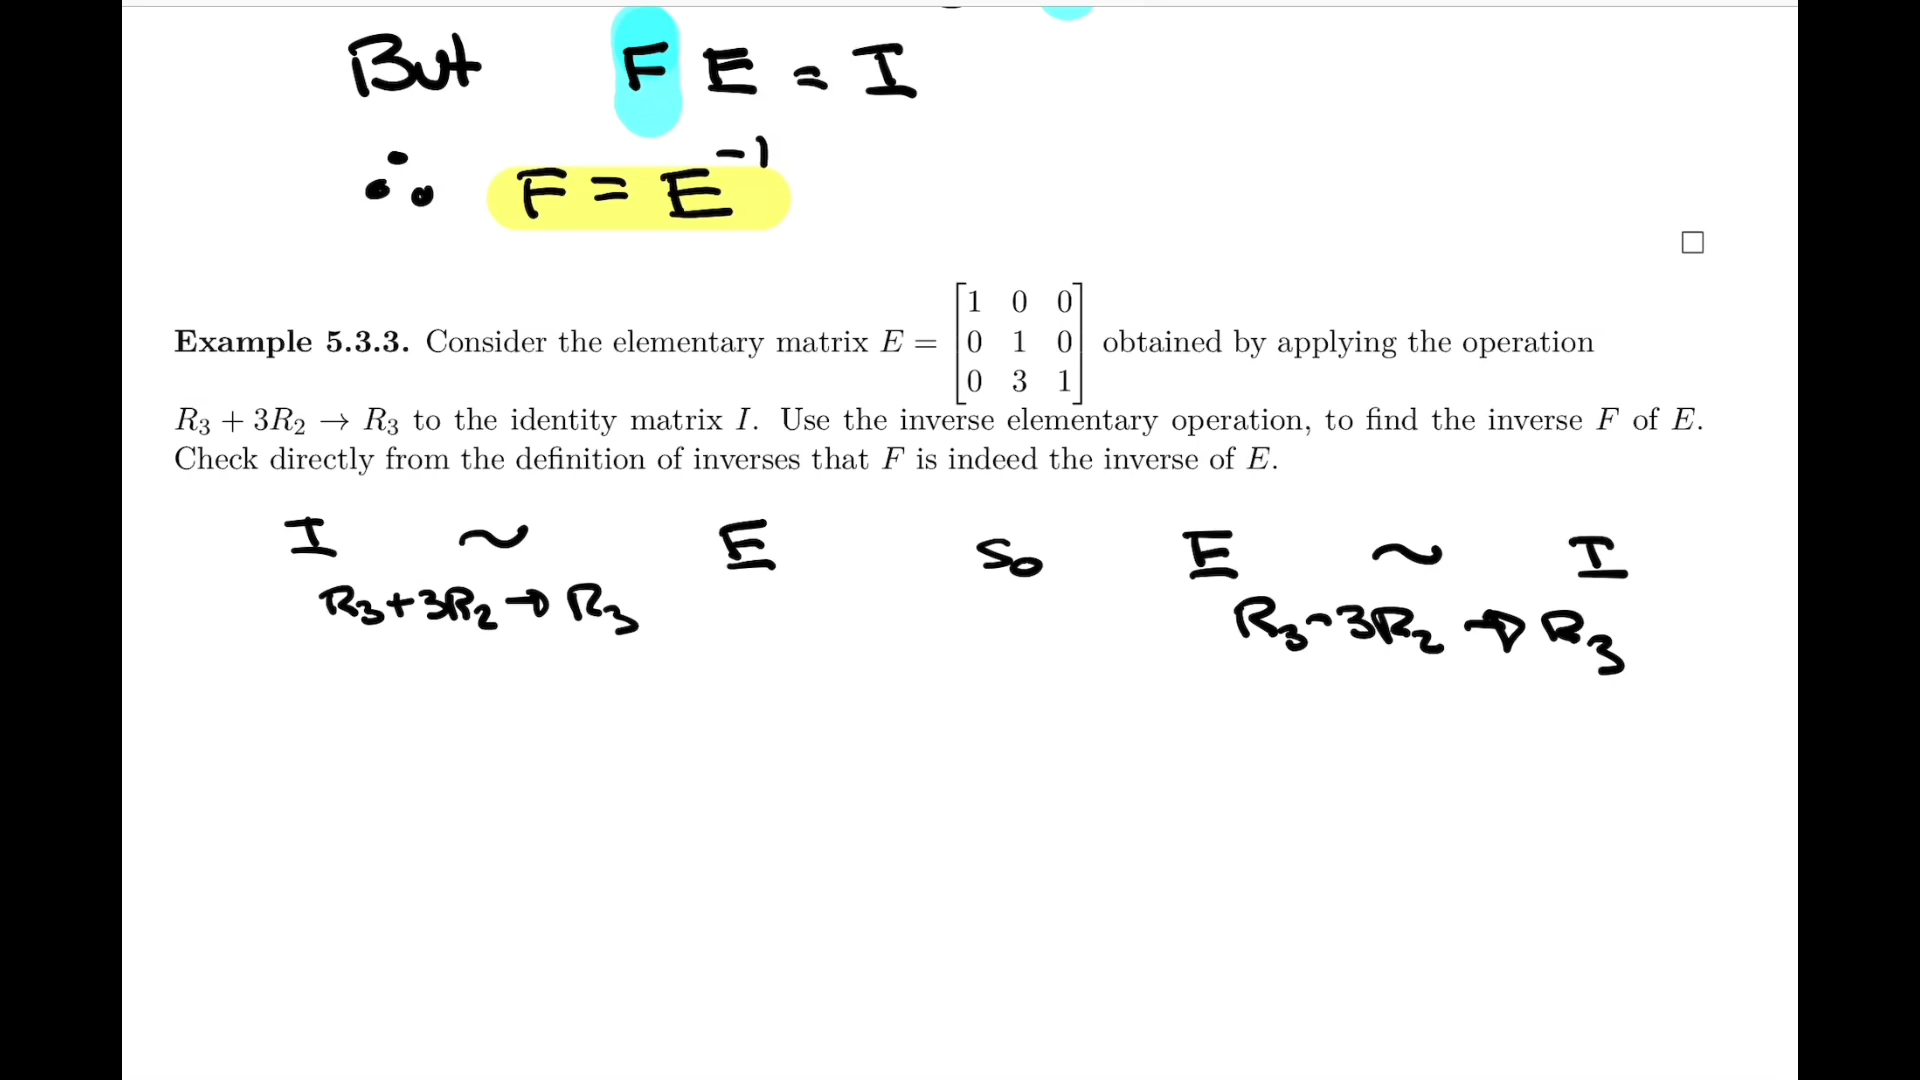 But F E = I
∴ F = E⁻¹
□
Example 5.3.3. Consider the elementary matrix E = [1 0 0; 0 1 0; 0 3 1] obtained by applying the operation
R₃ + 3R₂ → R₃ to the identity matrix I. Use the inverse elementary operation, to find the inverse F of E.
Check directly from the definition of inverses that F is indeed the inverse of E.
I ~ E so E ~ I
R₃+3R₂→R₃ R₃-3R₂→R₃